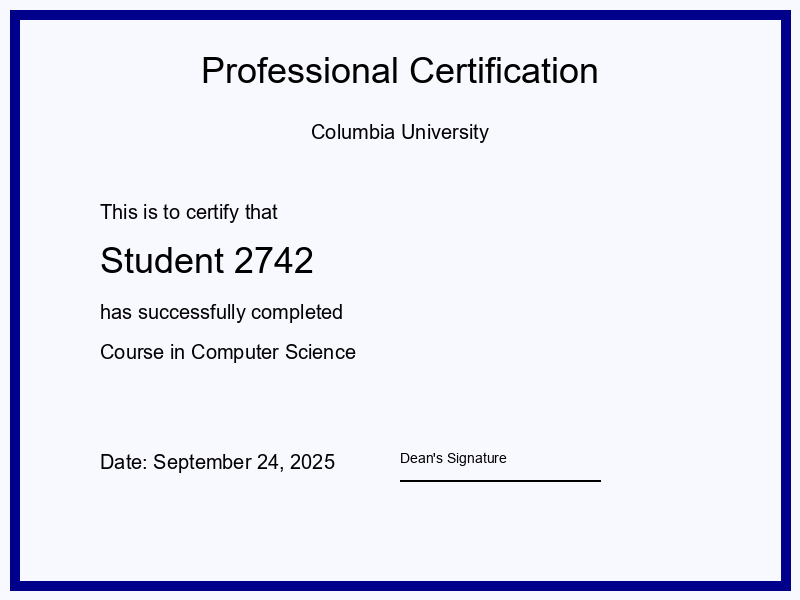 Professional Certification
Columbia University
This is to certify that
Student 2742
has successfully completed
Course in Computer Science
Date: September 24, 2025
Dean's Signature